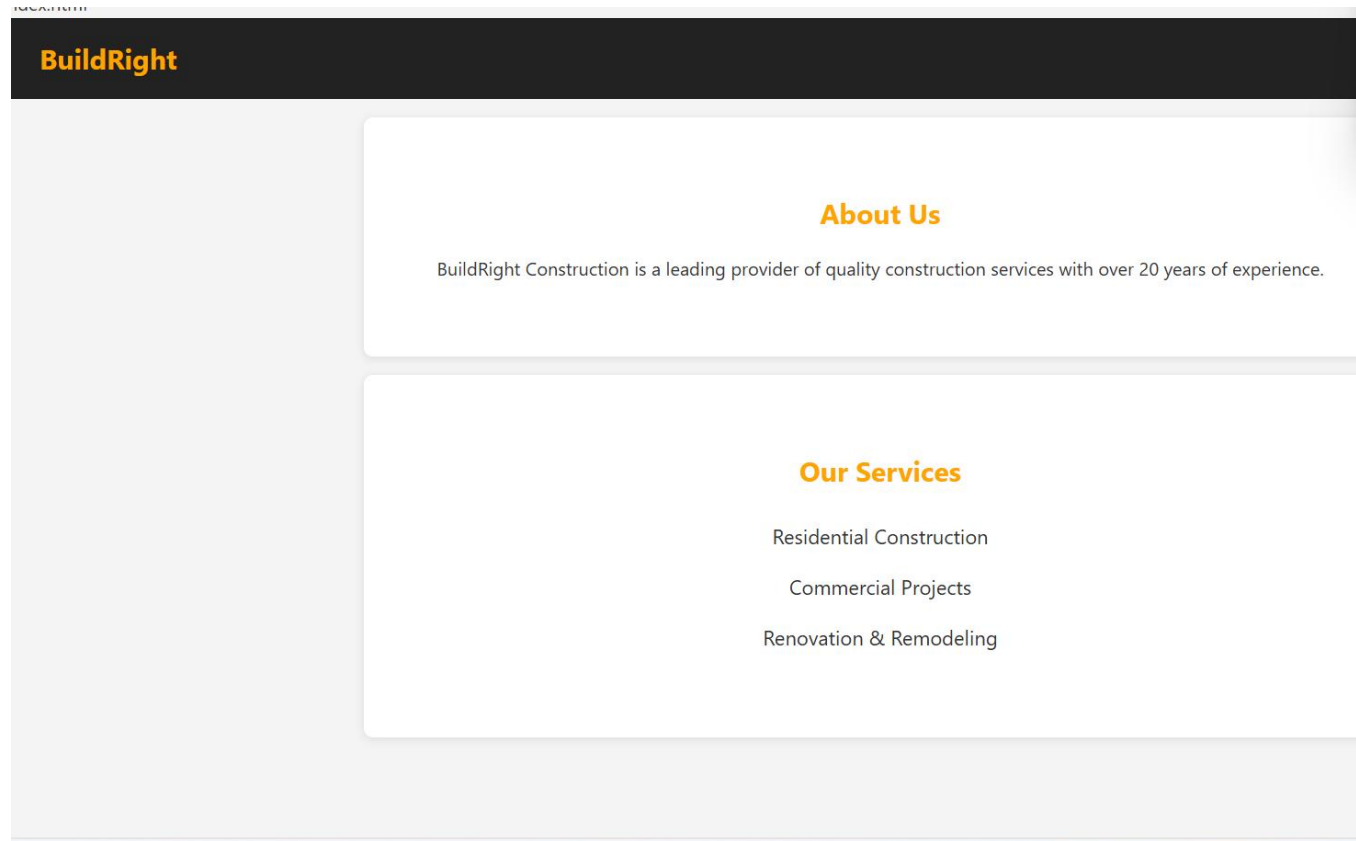 BuildRight
About Us
BuildRight Construction is a leading provider of quality construction services with over 20 years of experience.
Our Services
Residential Construction
Commercial Projects
Renovation & Remodeling